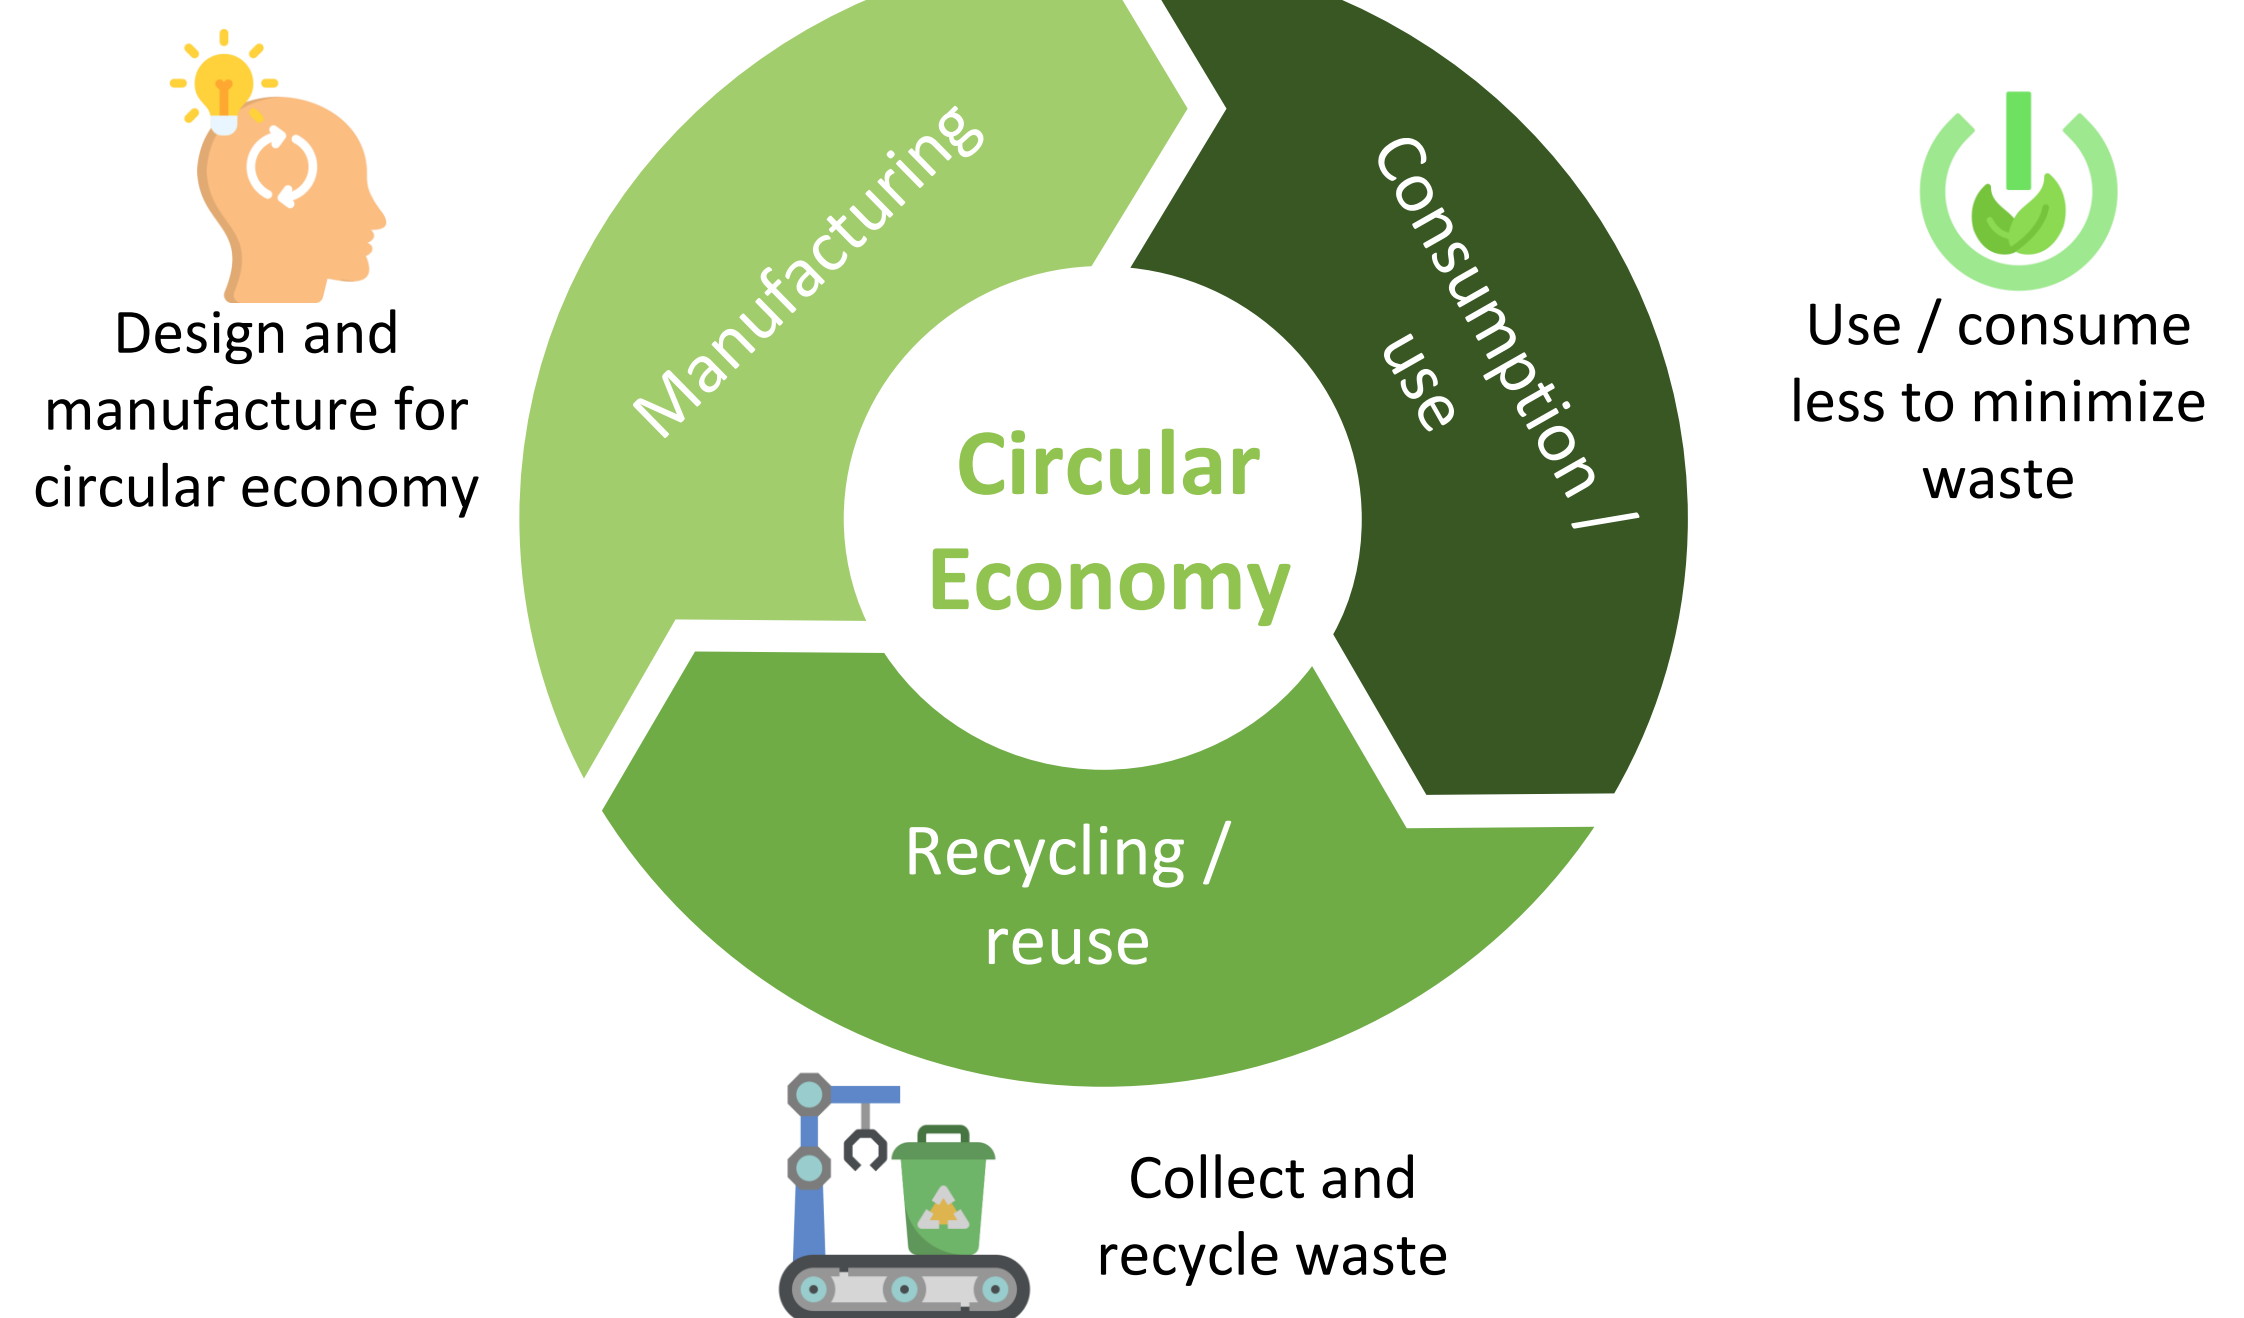 Manufacturing
Consumption /
use
Design and
manufacture for
circular economy
Use / consume
less to minimize
waste
Circular
Economy
Recycling /
reuse
Collect and
recycle waste